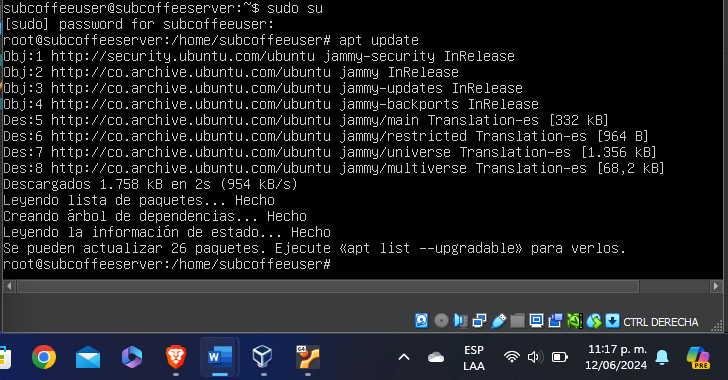 subcoffeeuser@subcoffeeserver:~$ sudo su
[sudo] password for subcoffeeuser:
root@subcoffeeserver:/home/subcoffeeuser# apt update
Obj:1 http://security.ubuntu.com/ubuntu jammy-security InRelease
Obj:2 http://co.archive.ubuntu.com/ubuntu jammy InRelease
Obj:3 http://co.archive.ubuntu.com/ubuntu jammy-updates InRelease
Obj:4 http://co.archive.ubuntu.com/ubuntu jammy-backports InRelease
Des:5 http://co.archive.ubuntu.com/ubuntu jammy/main Translation-es [332 kB]
Des:6 http://co.archive.ubuntu.com/ubuntu jammy/restricted Translation-es [964 B]
Des:7 http://co.archive.ubuntu.com/ubuntu jammy/universe Translation-es [1.356 kB]
Des:8 http://co.archive.ubuntu.com/ubuntu jammy/multiverse Translation-es [68,2 kB]
Descargados 1.758 kB en 2s (954 kB/s)
Leyendo lista de paquetes... Hecho
Creando árbol de dependencias... Hecho
Leyendo la información de estado... Hecho
Se pueden actualizar 26 paquetes. Ejecute «apt list --upgradable» para verlos.
root@subcoffeeserver:/home/subcoffeeuser#
CTRL DERECHA
ESP
LAA
11:17 p. m.
12/06/2024
PRE